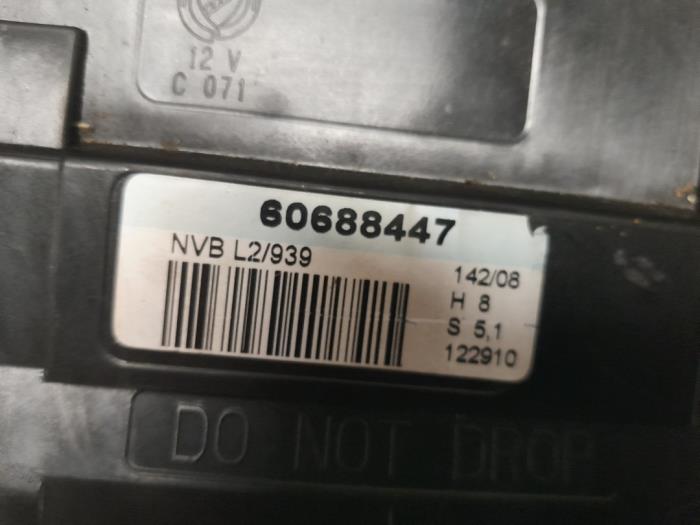 12 V
C 071
60688447
NVB L2/939
142/08
H 8
S 5,1
122910
DO NOT DROP